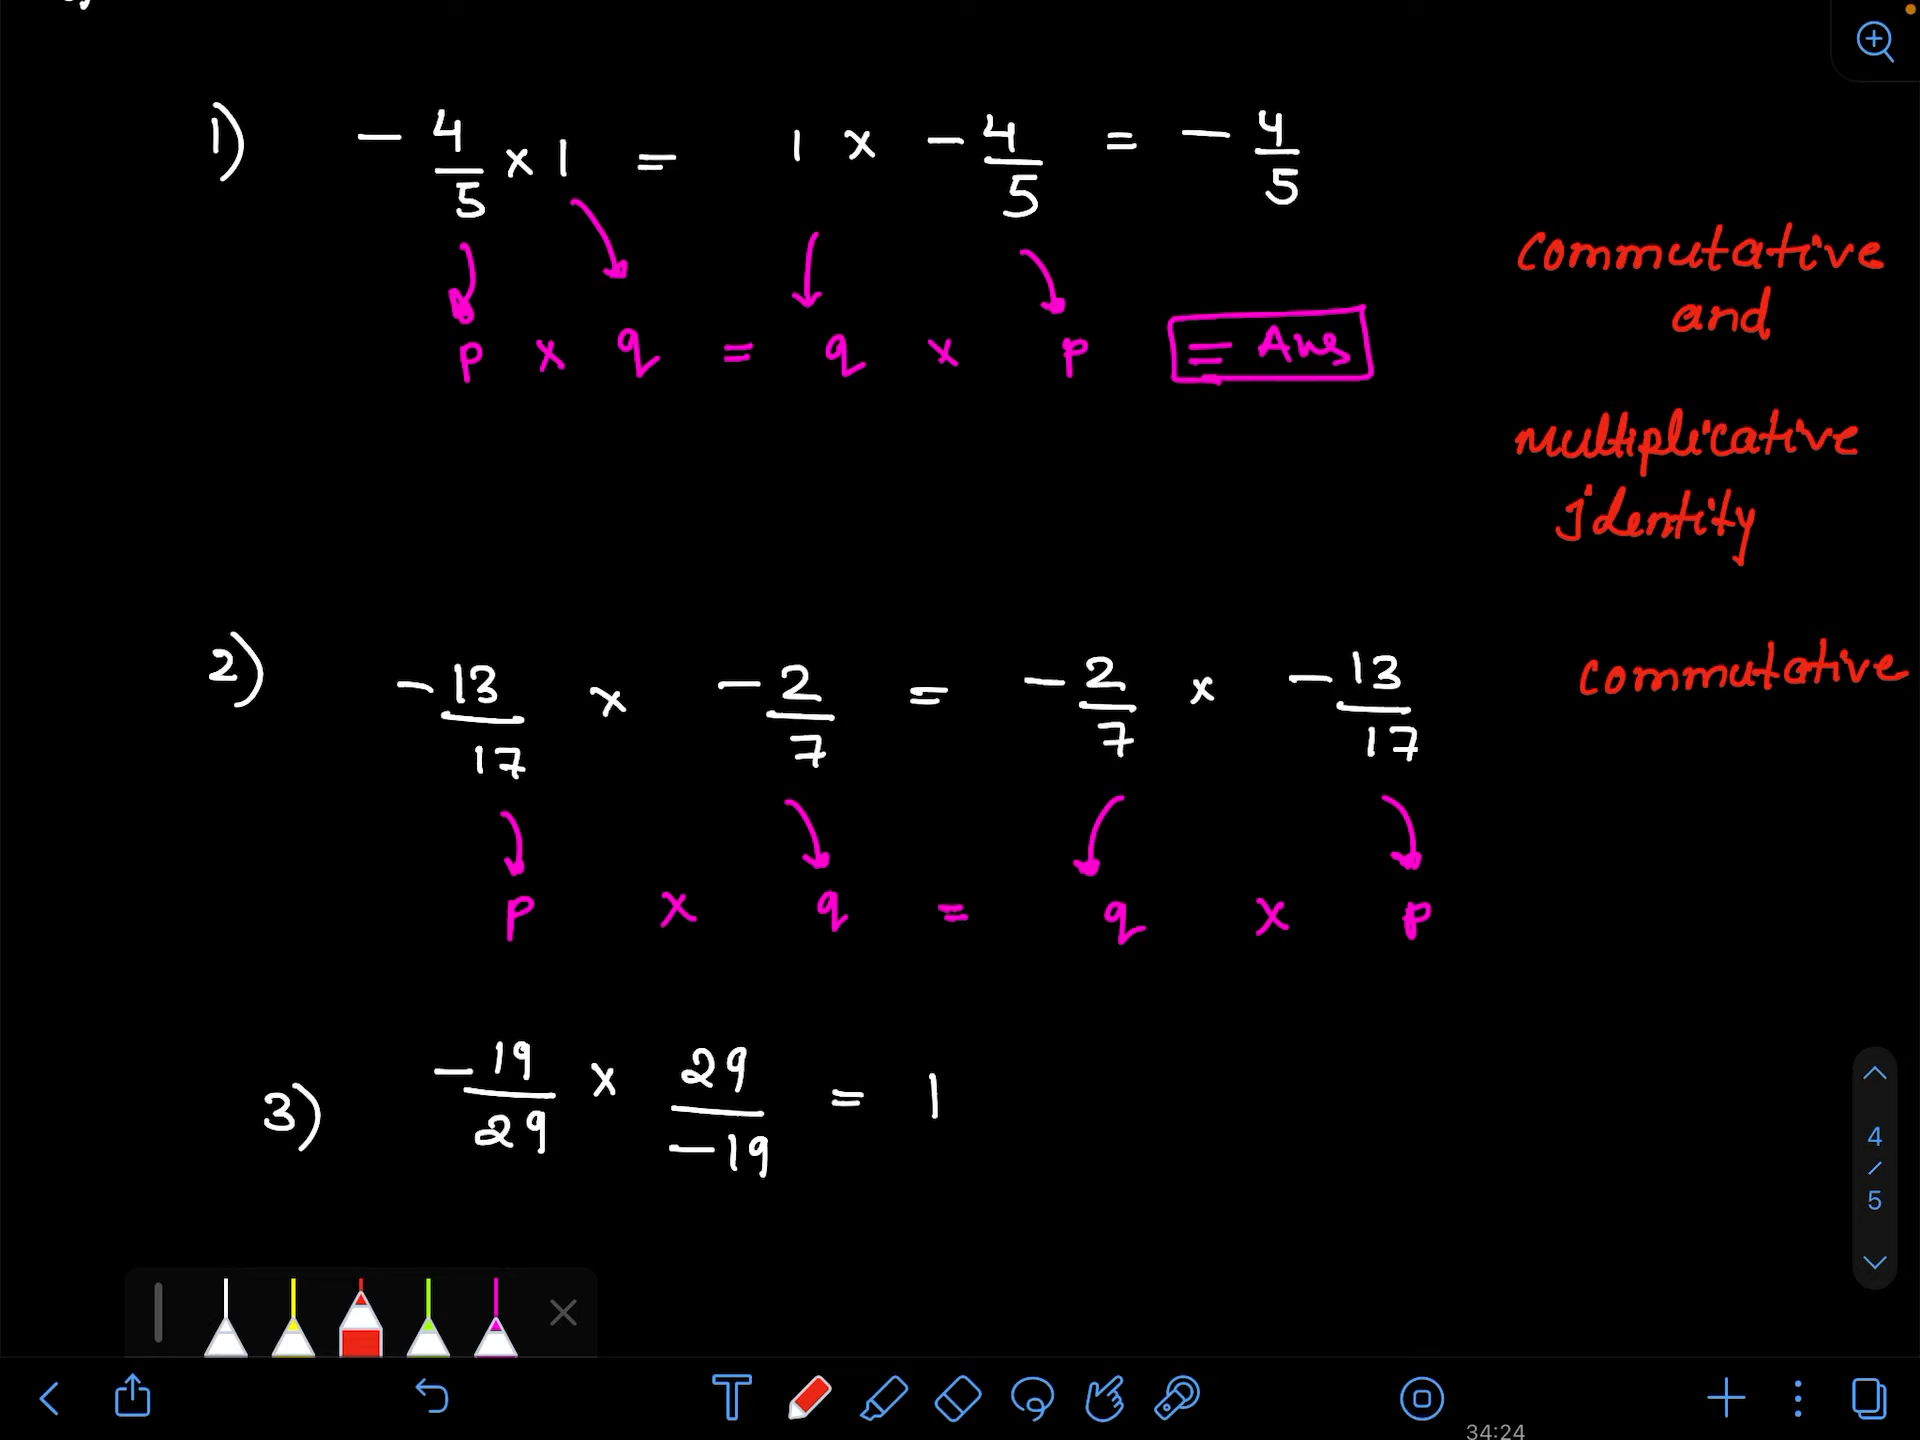 1) -4/5 × 1 = 1 × -4/5 = -4/5
p × q = q × p = Ans
commutative
and
multiplicative
identity
2) -13/17 × -2/7 = -2/7 × -13/17
commutative
p × q = q × p
3) -19/29 × 29/-19 = 1
4
/
5
34:24